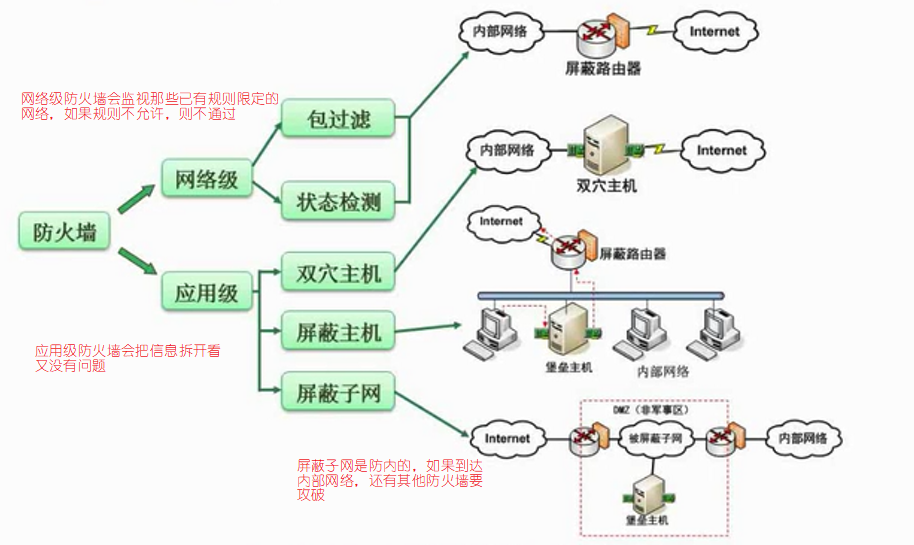 内部网络
Internet
屏蔽路由器
网络级防火墙会监视那些已有规则限定的
网络，如果规则不允许，则不通过
包过滤
网络级
状态检测
内部网络
Internet
双穴主机
防火墙
Internet
屏蔽路由器
应用级
双穴主机
屏蔽主机
堡垒主机
内部网络
应用级防火墙会把信息拆开看
又没有问题
屏蔽子网
DMZ（非军事区）
Internet
被屏蔽子网
内部网络
堡垒主机
屏蔽子网是防内的，如果到达
内部网络，还有其他防火墙要
攻破